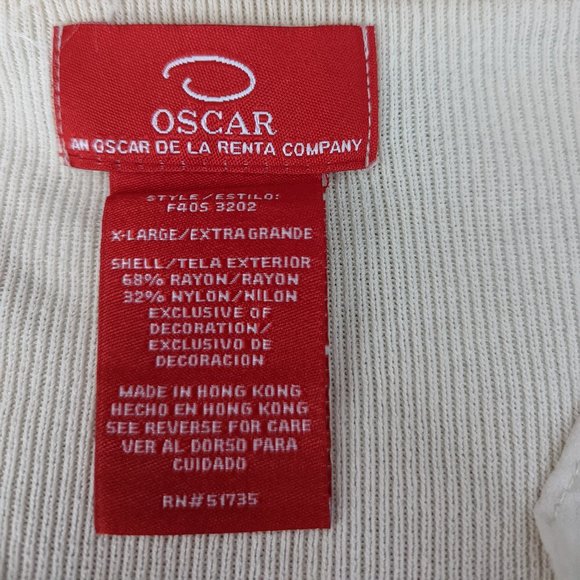 OSCAR
AN OSCAR DE LA RENTA COMPANY
STYLE/ESTILO:
F40S 3202
X-LARGE/EXTRA GRANDE
SHELL/TELA EXTERIOR
68% RAYON/RAYON
32% NYLON/NILON
EXCLUSIVE OF
DECORATION/
EXCLUSIVO DE
DECORACION
MADE IN HONG KONG
HECHO EN HONG KONG
SEE REVERSE FOR CARE
VER AL DORSO PARA
CUIDADO
RN#51735